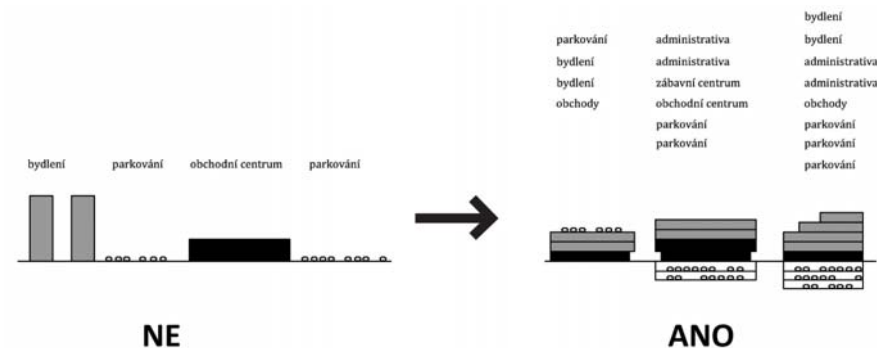 bydlení
parkování
obchodní centrum
parkování
NE
parkování
bydlení
bydlení
obchody
administrativa
administrativa
zábavní centrum
obchodní centrum
parkování
parkování
bydlení
bydlení
administrativa
administrativa
obchody
parkování
parkování
parkování
ANO